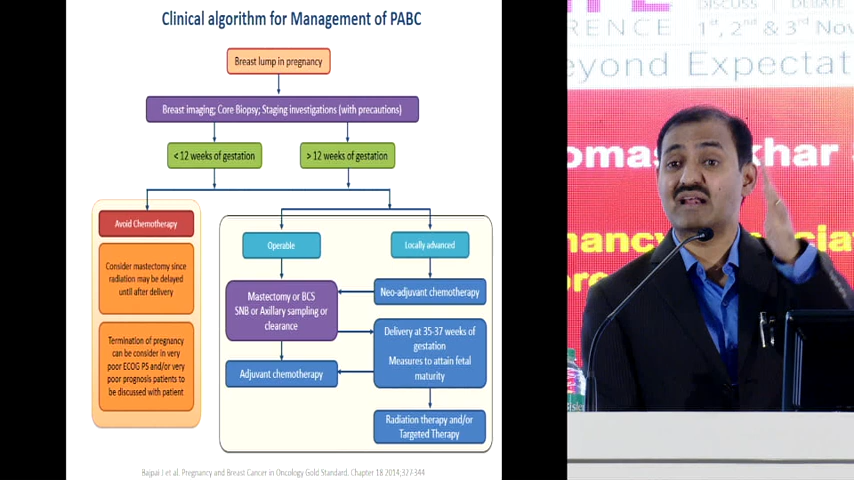 Clinical algorithm for Management of PABC
Breast lump in pregnancy
Breast imaging; Core Biopsy; Staging investigations (with precautions)
< 12 weeks of gestation
> 12 weeks of gestation
Avoid Chemotherapy
Consider mastectomy since
radiation may be delayed
until after delivery
Termination of pregnancy
can be consider in very
poor ECOG PS and/or very
poor prognosis patients to
be discussed with patient
Operable
Locally advanced
Mastectomy or BCS
SNB or Axillary sampling or
clearance
Neo-adjuvant chemotherapy
Delivery at 35-37 weeks of
gestation
Measures to attain fetal
maturity
Adjuvant chemotherapy
Radiation therapy and/or
Targeted Therapy
Bajpai J et al. Pregnancy and Breast Cancer in Oncology Gold Standard. Chapter 18 2014;327-344
DISCUSS DEBATE
RENCE 1st, 2nd & 3rd Nov
eyond Expectat
omas khar S
nancy ssociat